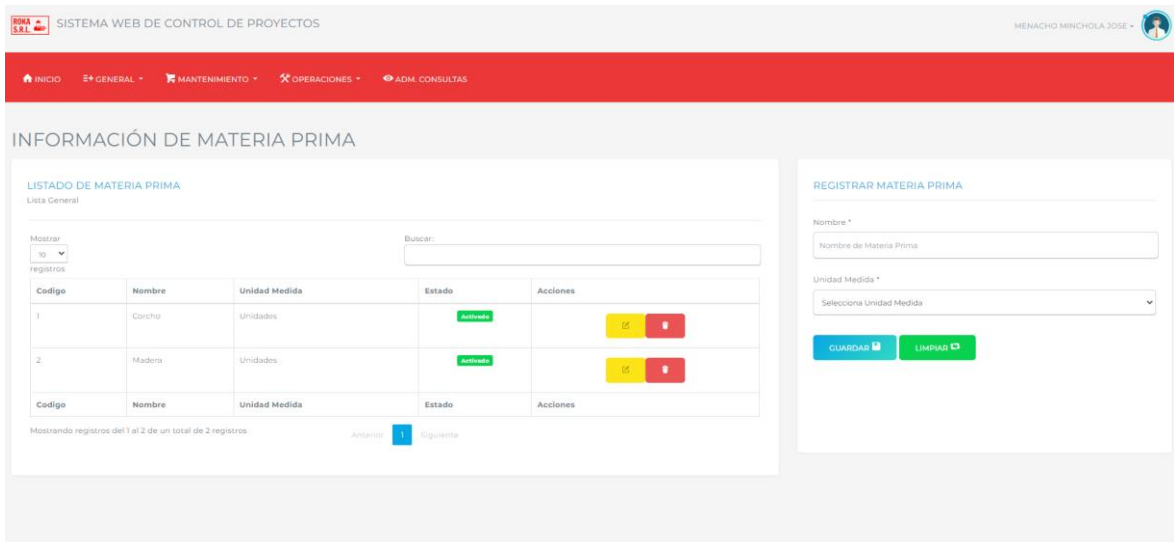 ROKA
S.R.L
SISTEMA WEB DE CONTROL DE PROYECTOS
MENACHO MINCHOLA JOSE
INICIO GENERAL MANTENIMIENTO OPERACIONES ADM. CONSULTAS
INFORMACIÓN DE MATERIA PRIMA
LISTADO DE MATERIA PRIMA
Lista General
Mostrar
10
registros
Buscar:
Codigo Nombre Unidad Medida Estado Acciones
1 Corcho Unidades Activado
2 Madera Unidades Activado
Codigo Nombre Unidad Medida Estado Acciones
Mostrando registros del 1 al 2 de un total de 2 registros
Anterior 1 Siguiente
REGISTRAR MATERIA PRIMA
Nombre *
Nombre de Materia Prima
Unidad Medida *
Selecciona Unidad Medida
GUARDAR LIMPIAR